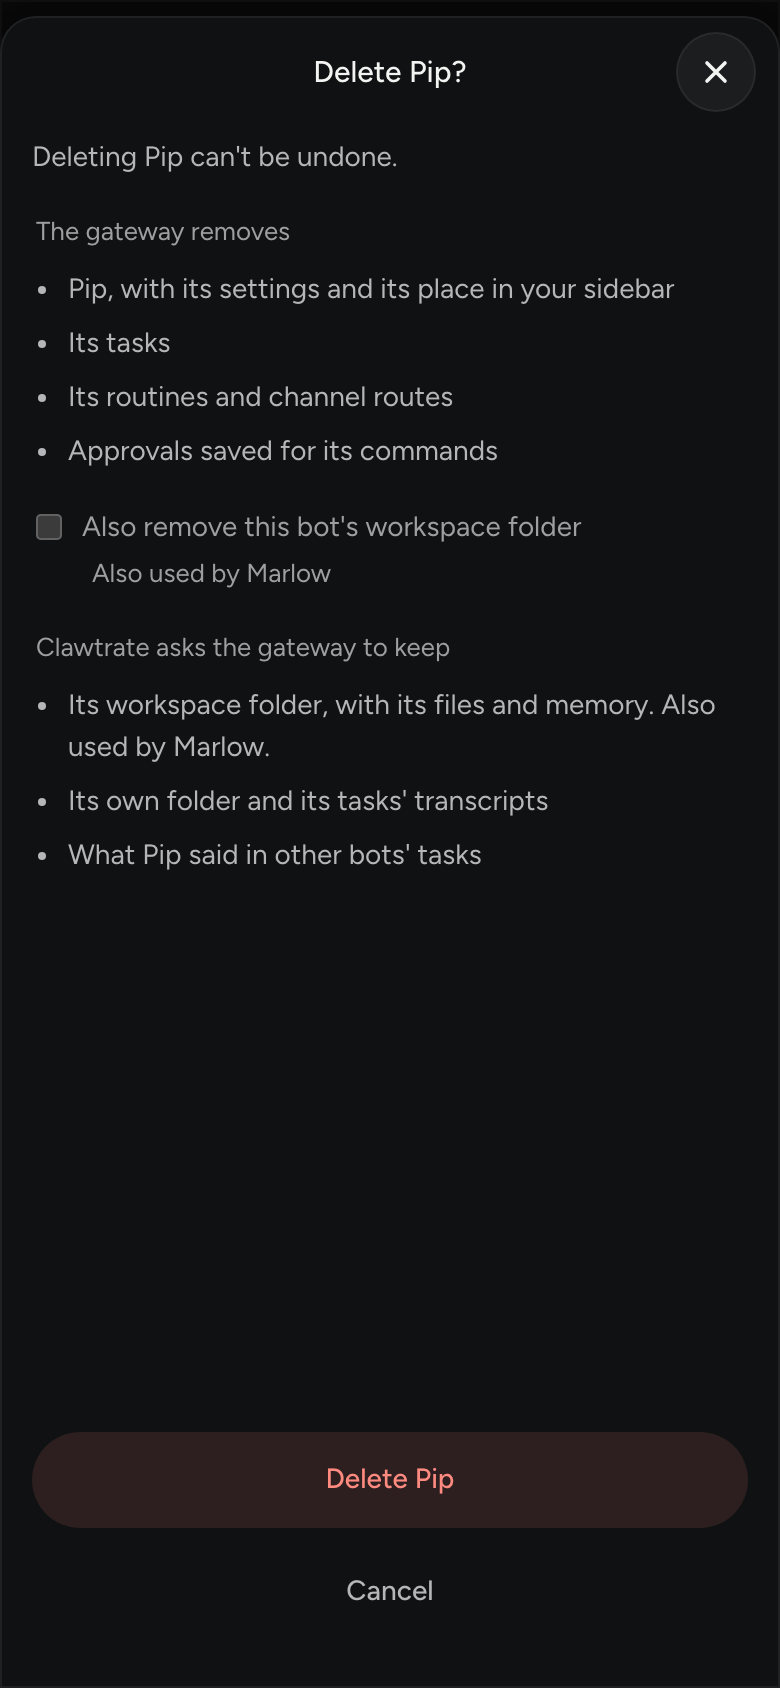 Delete Pip?
Deleting Pip can't be undone.
The gateway removes
Pip, with its settings and its place in your sidebar
Its tasks
Its routines and channel routes
Approvals saved for its commands
Also remove this bot's workspace folder
Also used by Marlow
Clawtrate asks the gateway to keep
Its workspace folder, with its files and memory. Also
used by Marlow.
Its own folder and its tasks' transcripts
What Pip said in other bots' tasks
Delete Pip
Cancel